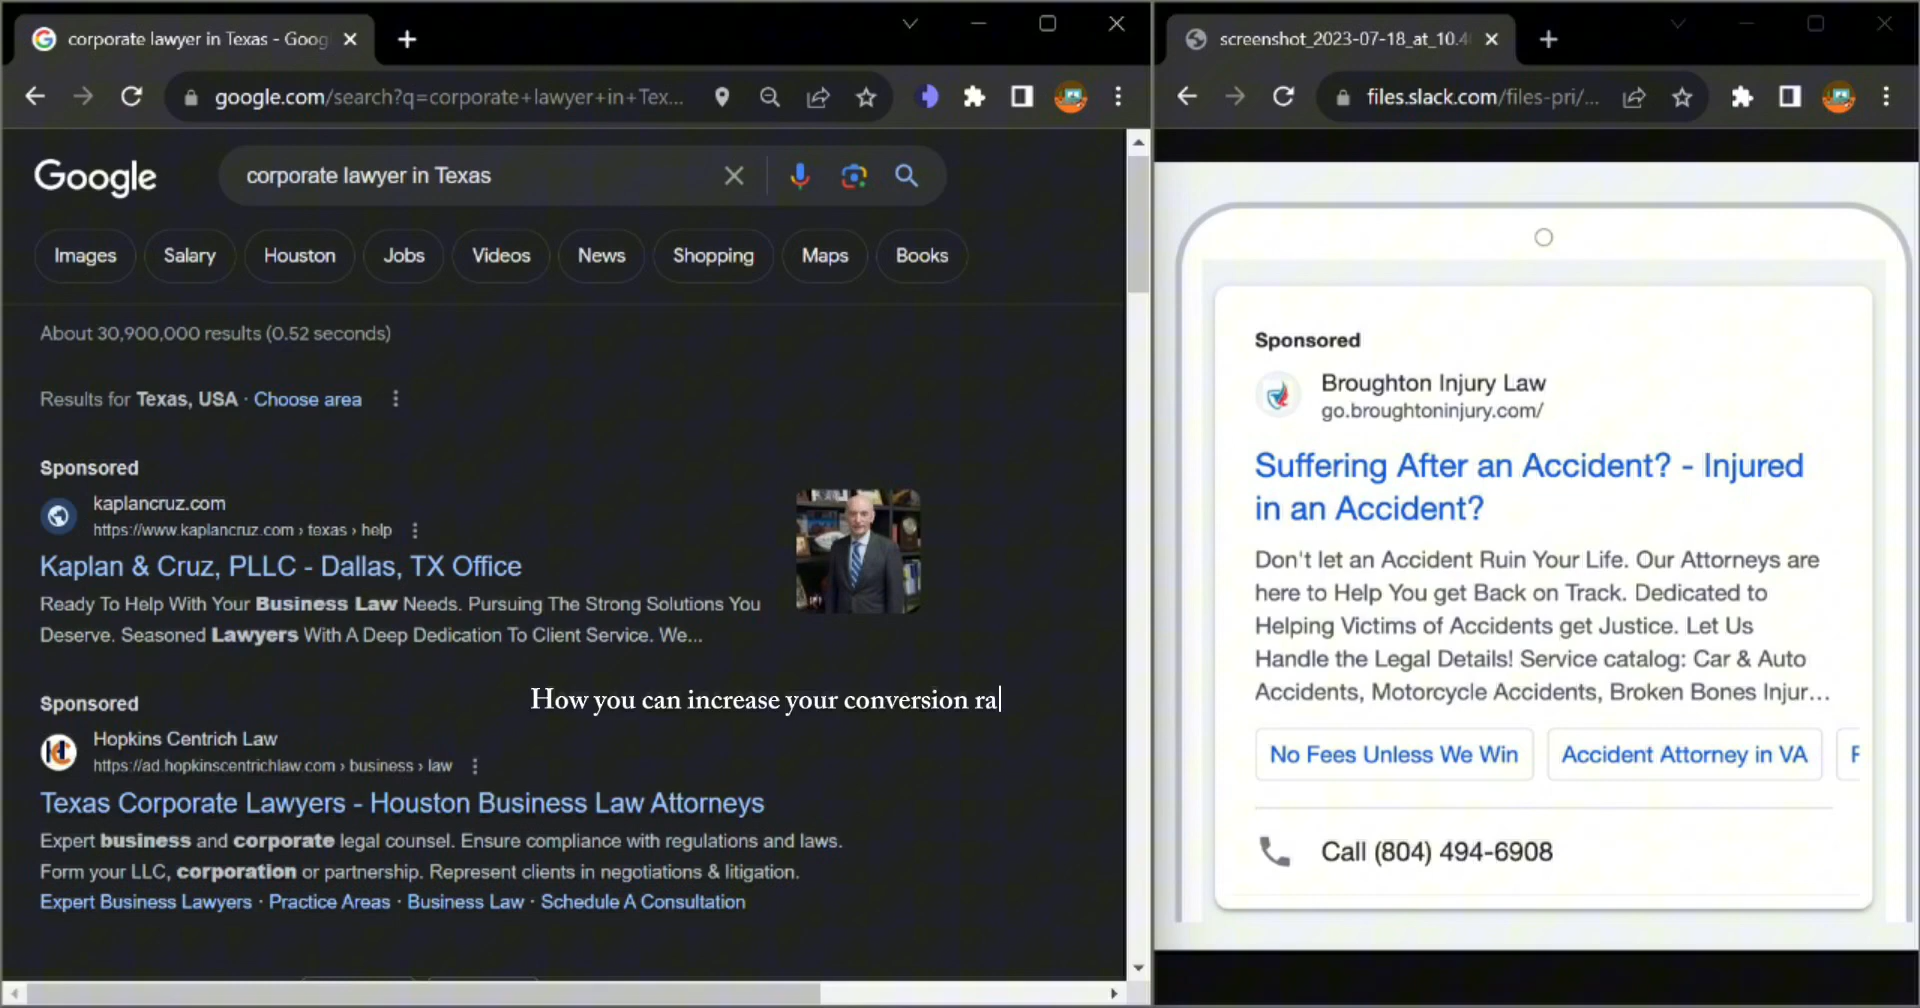 corporate lawyer in Texas - Goog
google.com/search?q=corporate+lawyer+in+Tex...
Google
corporate lawyer in Texas
Images
Salary
Houston
Jobs
Videos
News
Shopping
Maps
Books
About 30,900,000 results (0.52 seconds)
Results for Texas, USA · Choose area
Sponsored
kaplancruz.com
https://www.kaplancruz.com › texas › help
Kaplan & Cruz, PLLC - Dallas, TX Office
Ready To Help With Your Business Law Needs. Pursuing The Strong Solutions You
Deserve. Seasoned Lawyers With A Deep Dedication To Client Service. We...
How you can increase your conversion ra
Sponsored
Hopkins Centrich Law
https://ad.hopkinscentrichlaw.com › business › law
Texas Corporate Lawyers - Houston Business Law Attorneys
Expert business and corporate legal counsel. Ensure compliance with regulations and laws.
Form your LLC, corporation or partnership. Represent clients in negotiations & litigation.
Expert Business Lawyers · Practice Areas · Business Law · Schedule A Consultation
screenshot_2023-07-18_at_10.4
files.slack.com/files-pri/...
Sponsored
Broughton Injury Law
go.broughtoninjury.com/
Suffering After an Accident? - Injured
in an Accident?
Don't let an Accident Ruin Your Life. Our Attorneys are
here to Help You get Back on Track. Dedicated to
Helping Victims of Accidents get Justice. Let Us
Handle the Legal Details! Service catalog: Car & Auto
Accidents, Motorcycle Accidents, Broken Bones Injur...
No Fees Unless We Win
Accident Attorney in VA
Call (804) 494-6908